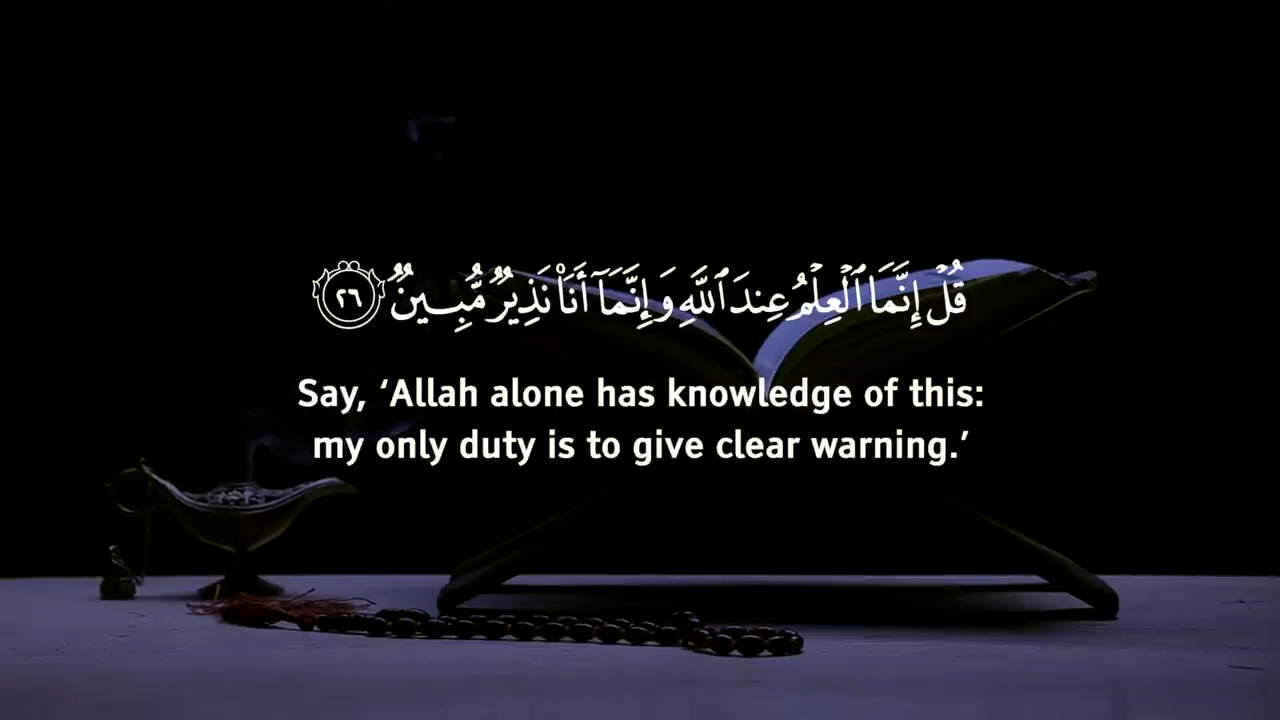 قُلْ إِنَّمَا ٱلْعِلْمُ عِندَ ٱللَّهِ وَإِنَّمَآ أَنَا۠ نَذِيرٌ مُّبِينٌ ٢٦
Say, ‘Allah alone has knowledge of this:
my only duty is to give clear warning.’